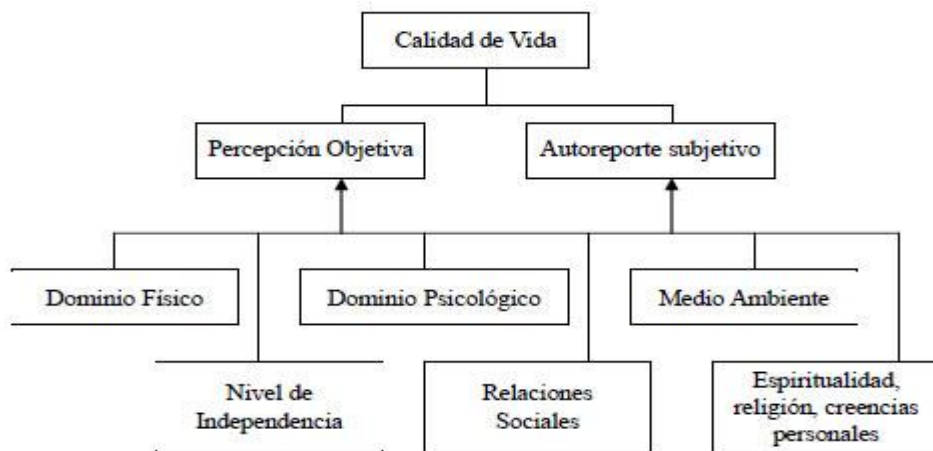 Calidad de Vida
Percepción Objetiva
Autoreporte subjetivo
Dominio Físico
Dominio Psicológico
Medio Ambiente
Nivel de
Independencia
Relaciones
Sociales
Espiritualidad,
religión, creencias
personales